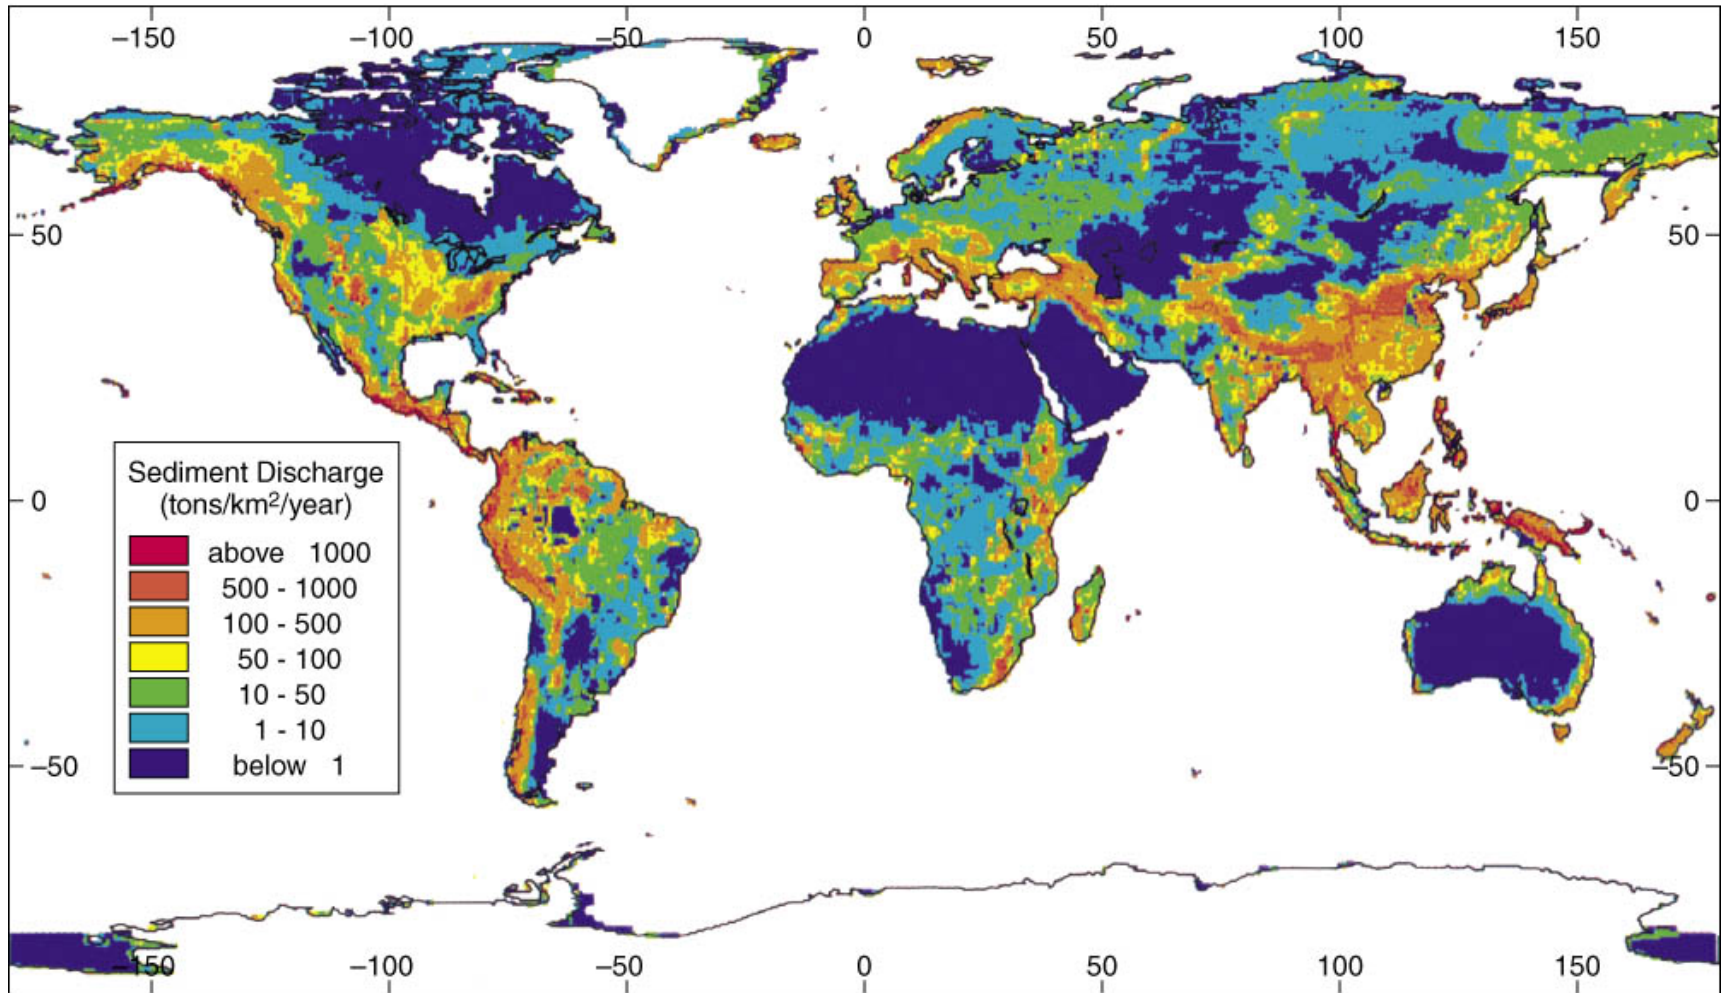 −150 −100 −50 0 50 100 150
50 50
0 0
−50 −50
Sediment Discharge
(tons/km²/year)
above 1000
500 - 1000
100 - 500
50 - 100
10 - 50
1 - 10
below 1
−150 −100 −50 0 50 100 150